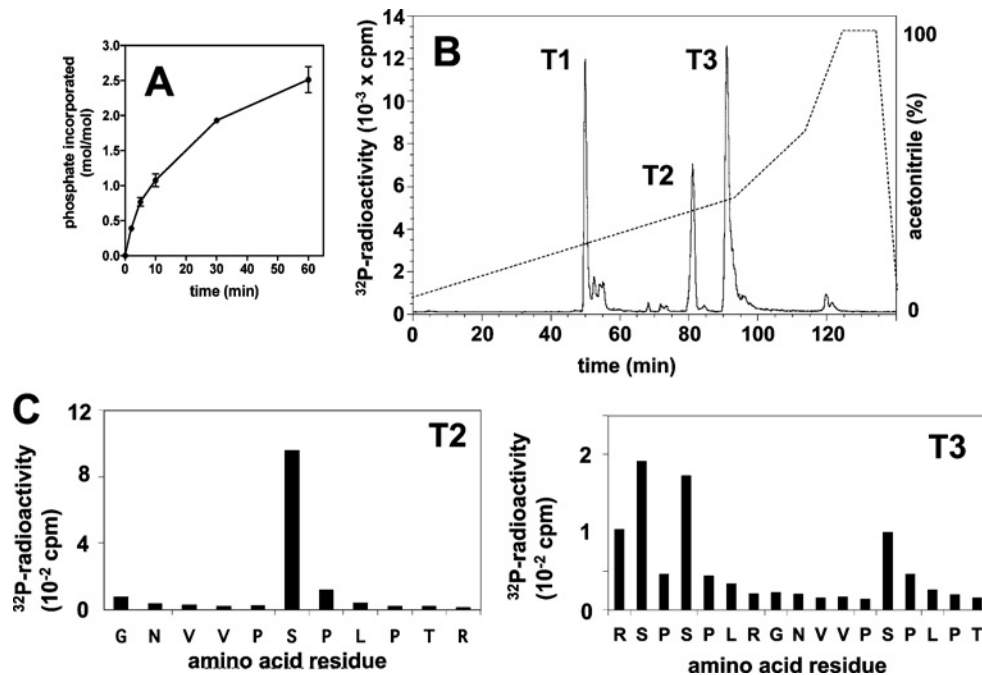 A
phosphate incorporated
(mol/mol)
3.0
2.5
2.0
1.5
1.0
0.5
0.0
0 10 20 30 40 50 60
time (min)
B
³²P-radioactivity (10⁻³ x cpm)
14
12
10
8
6
4
2
0
T1
T2
T3
0 20 40 60 80 100 120
time (min)
100
0
acetonitrile (%)
C
³²P-radioactivity
(10⁻² cpm)
12
6
0
T2
G N V V P S P L P T R
amino acid residue
³²P-radioactivity
(10⁻² cpm)
2
1
0
T3
R S P S P L R G N V V P S P L P T
amino acid residue